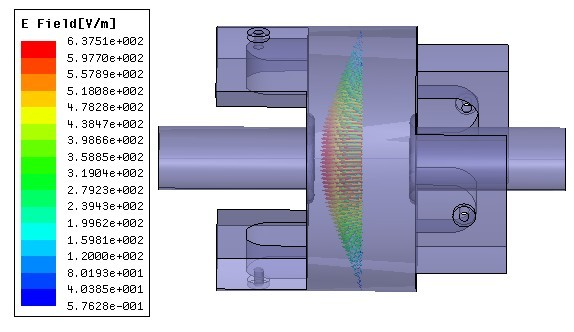 E Field[V/m]
6.3751e+002
5.9770e+002
5.5789e+002
5.1808e+002
4.7828e+002
4.3847e+002
3.9866e+002
3.5885e+002
3.1904e+002
2.7923e+002
2.3943e+002
1.9962e+002
1.5981e+002
1.2000e+002
8.0193e+001
4.0385e+001
5.7628e-001